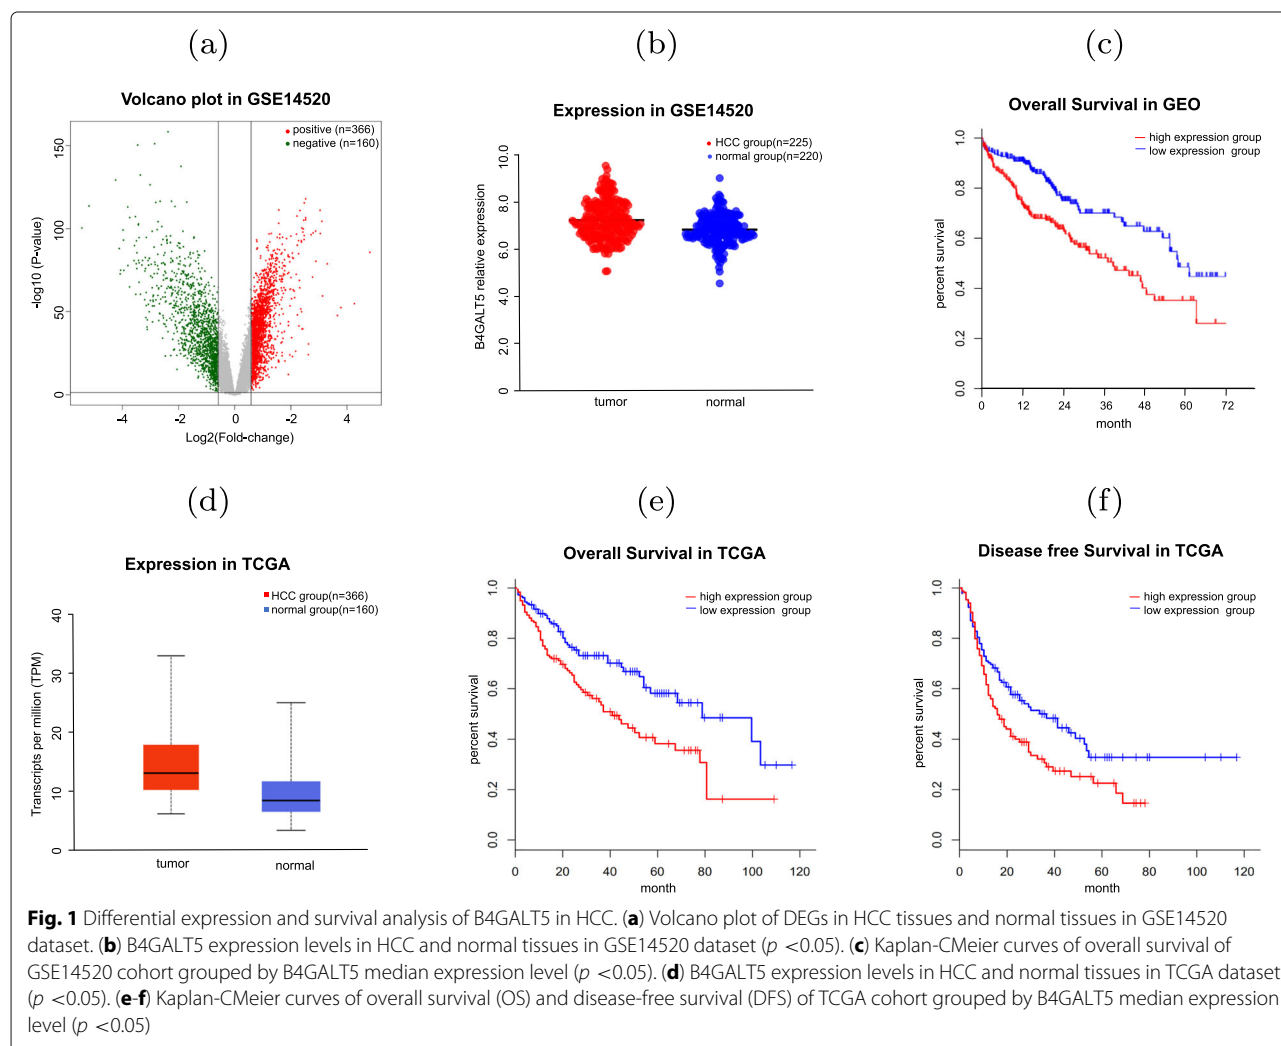 (a)
Volcano plot in GSE14520
positive (n=366)
negative (n=160)
150
100
50
0
-log10 (P-value)
-4
-2
0
2
4
Log2(Fold-change)
(b)
Expression in GSE14520
HCC group(n=225)
normal group(n=220)
10.0
8.0
6.0
4.0
2.0
0
B4GALT5 relative expression
tumor
normal
(c)
Overall Survival in GEO
high expression group
low expression group
1.0
0.8
0.6
0.4
0.2
0.0
percent survival
0
12
24
36
48
60
72
month
(d)
Expression in TCGA
HCC group(n=366)
normal group(n=160)
40
30
20
10
0
Transcripts per million (TPM)
tumor
normal
(e)
Overall Survival in TCGA
high expression group
low expression group
1.0
0.8
0.6
0.4
0.2
0.0
percent survival
0
20
40
60
80
100
120
month
(f)
Disease free Survival in TCGA
high expression group
low expression group
1.0
0.8
0.6
0.4
0.2
0.0
percent survival
0
20
40
60
80
100
120
month
Fig. 1 Differential expression and survival analysis of B4GALT5 in HCC. (a) Volcano plot of DEGs in HCC tissues and normal tissues in GSE14520
dataset. (b) B4GALT5 expression levels in HCC and normal tissues in GSE14520 dataset (p <0.05). (c) Kaplan-CMeier curves of overall survival of
GSE14520 cohort grouped by B4GALT5 median expression level (p <0.05). (d) B4GALT5 expression levels in HCC and normal tissues in TCGA dataset
(p <0.05). (e-f) Kaplan-CMeier curves of overall survival (OS) and disease-free survival (DFS) of TCGA cohort grouped by B4GALT5 median expression
level (p <0.05)